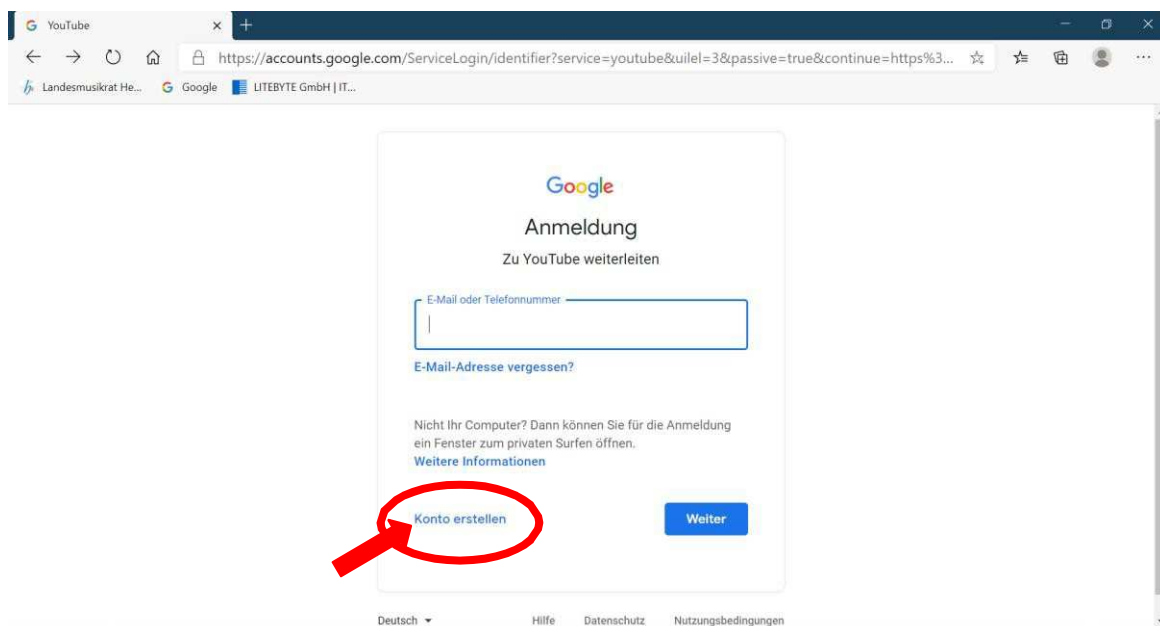 YouTube
https://accounts.google.com/ServiceLogin/identifier?service=youtube&uilel=3&passive=true&continue=https%3...
Landesmusikrat He...
Google
LITEBYTE GmbH | IT...
Google
Anmeldung
Zu YouTube weiterleiten
E-Mail oder Telefonnummer
E-Mail-Adresse vergessen?
Nicht Ihr Computer? Dann können Sie für die Anmeldung
ein Fenster zum privaten Surfen öffnen.
Weitere Informationen
Konto erstellen
Weiter
Deutsch
Hilfe
Datenschutz
Nutzungsbedingungen